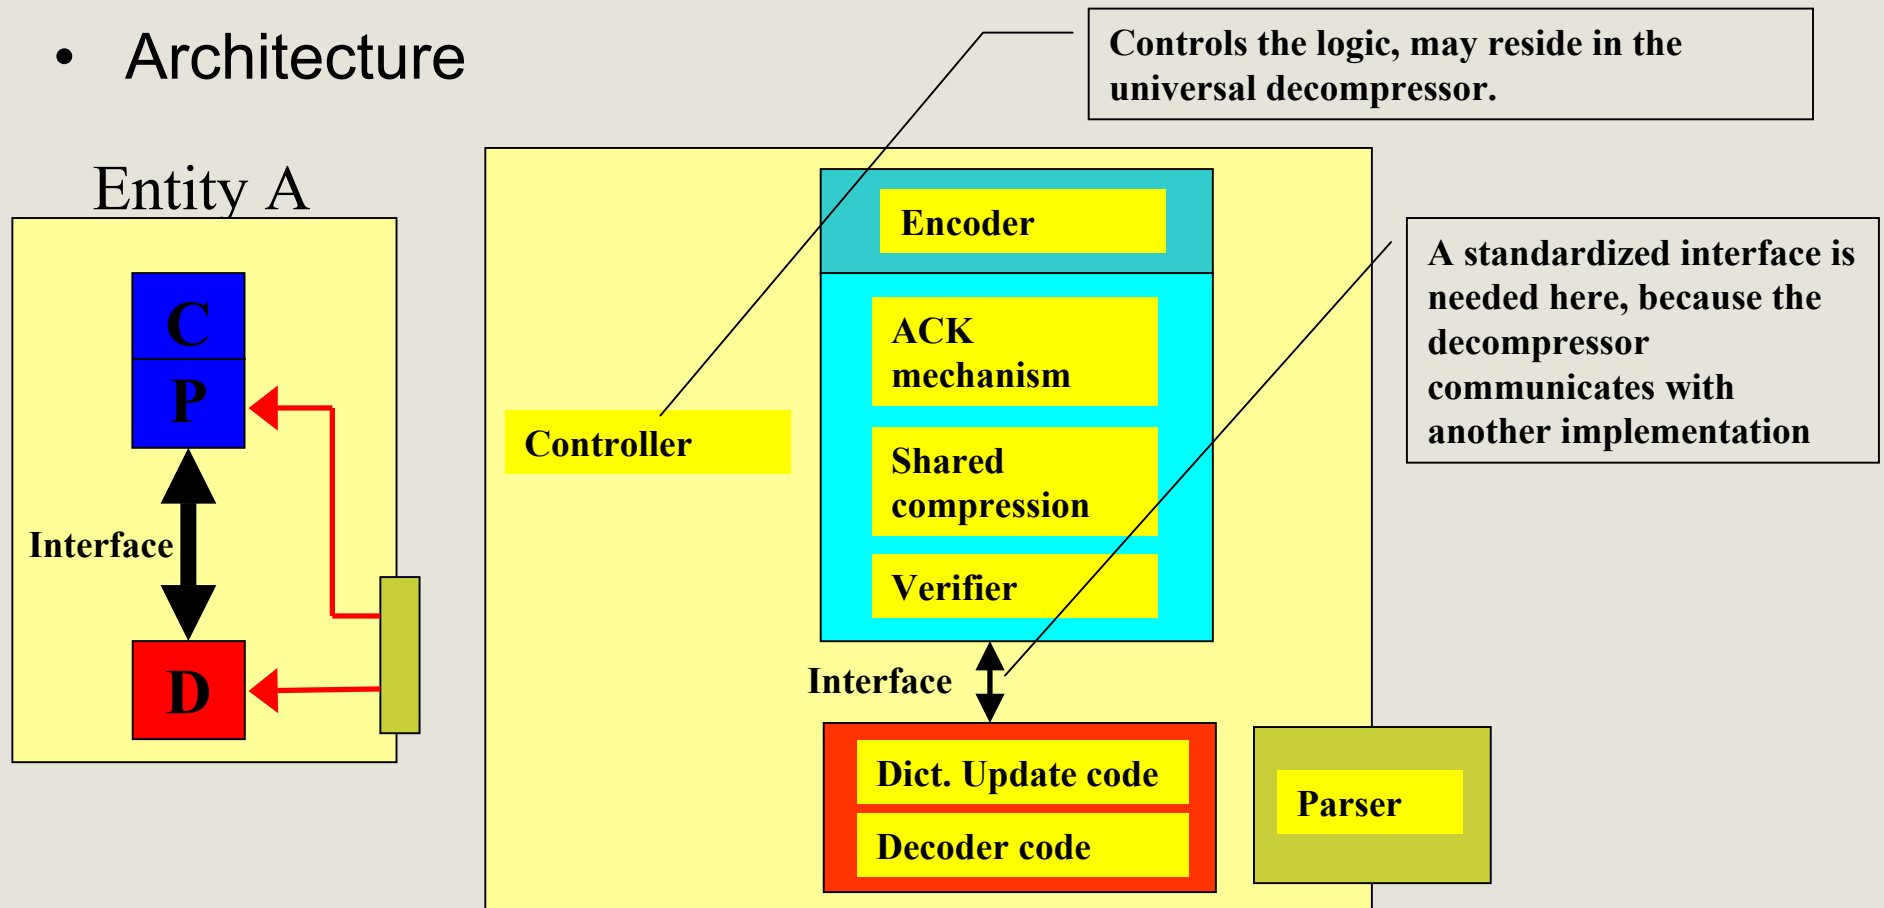 • Architecture
Controls the logic, may reside in the
universal decompressor.
Entity A
C
P
Interface
D
Encoder
ACK
mechanism
Controller
Shared
compression
Verifier
Interface
Dict. Update code
Decoder code
Parser
A standardized interface is
needed here, because the
decompressor
communicates with
another implementation